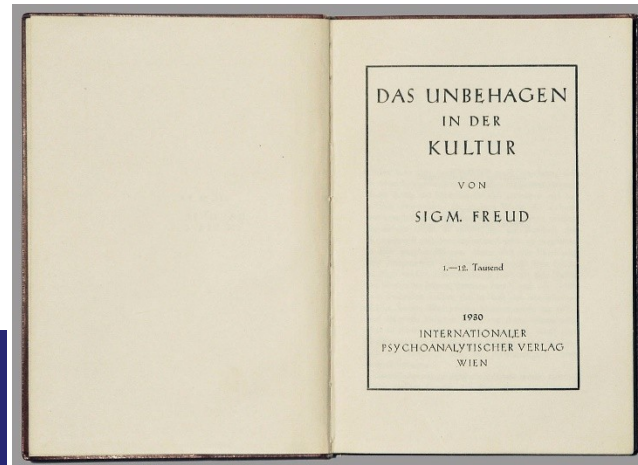 DAS UNBEHAGEN
IN DER
KULTUR
VON
SIGM. FREUD
1.—12. Tausend
1930
INTERNATIONALER
PSYCHOANALYTISCHER VERLAG
WIEN